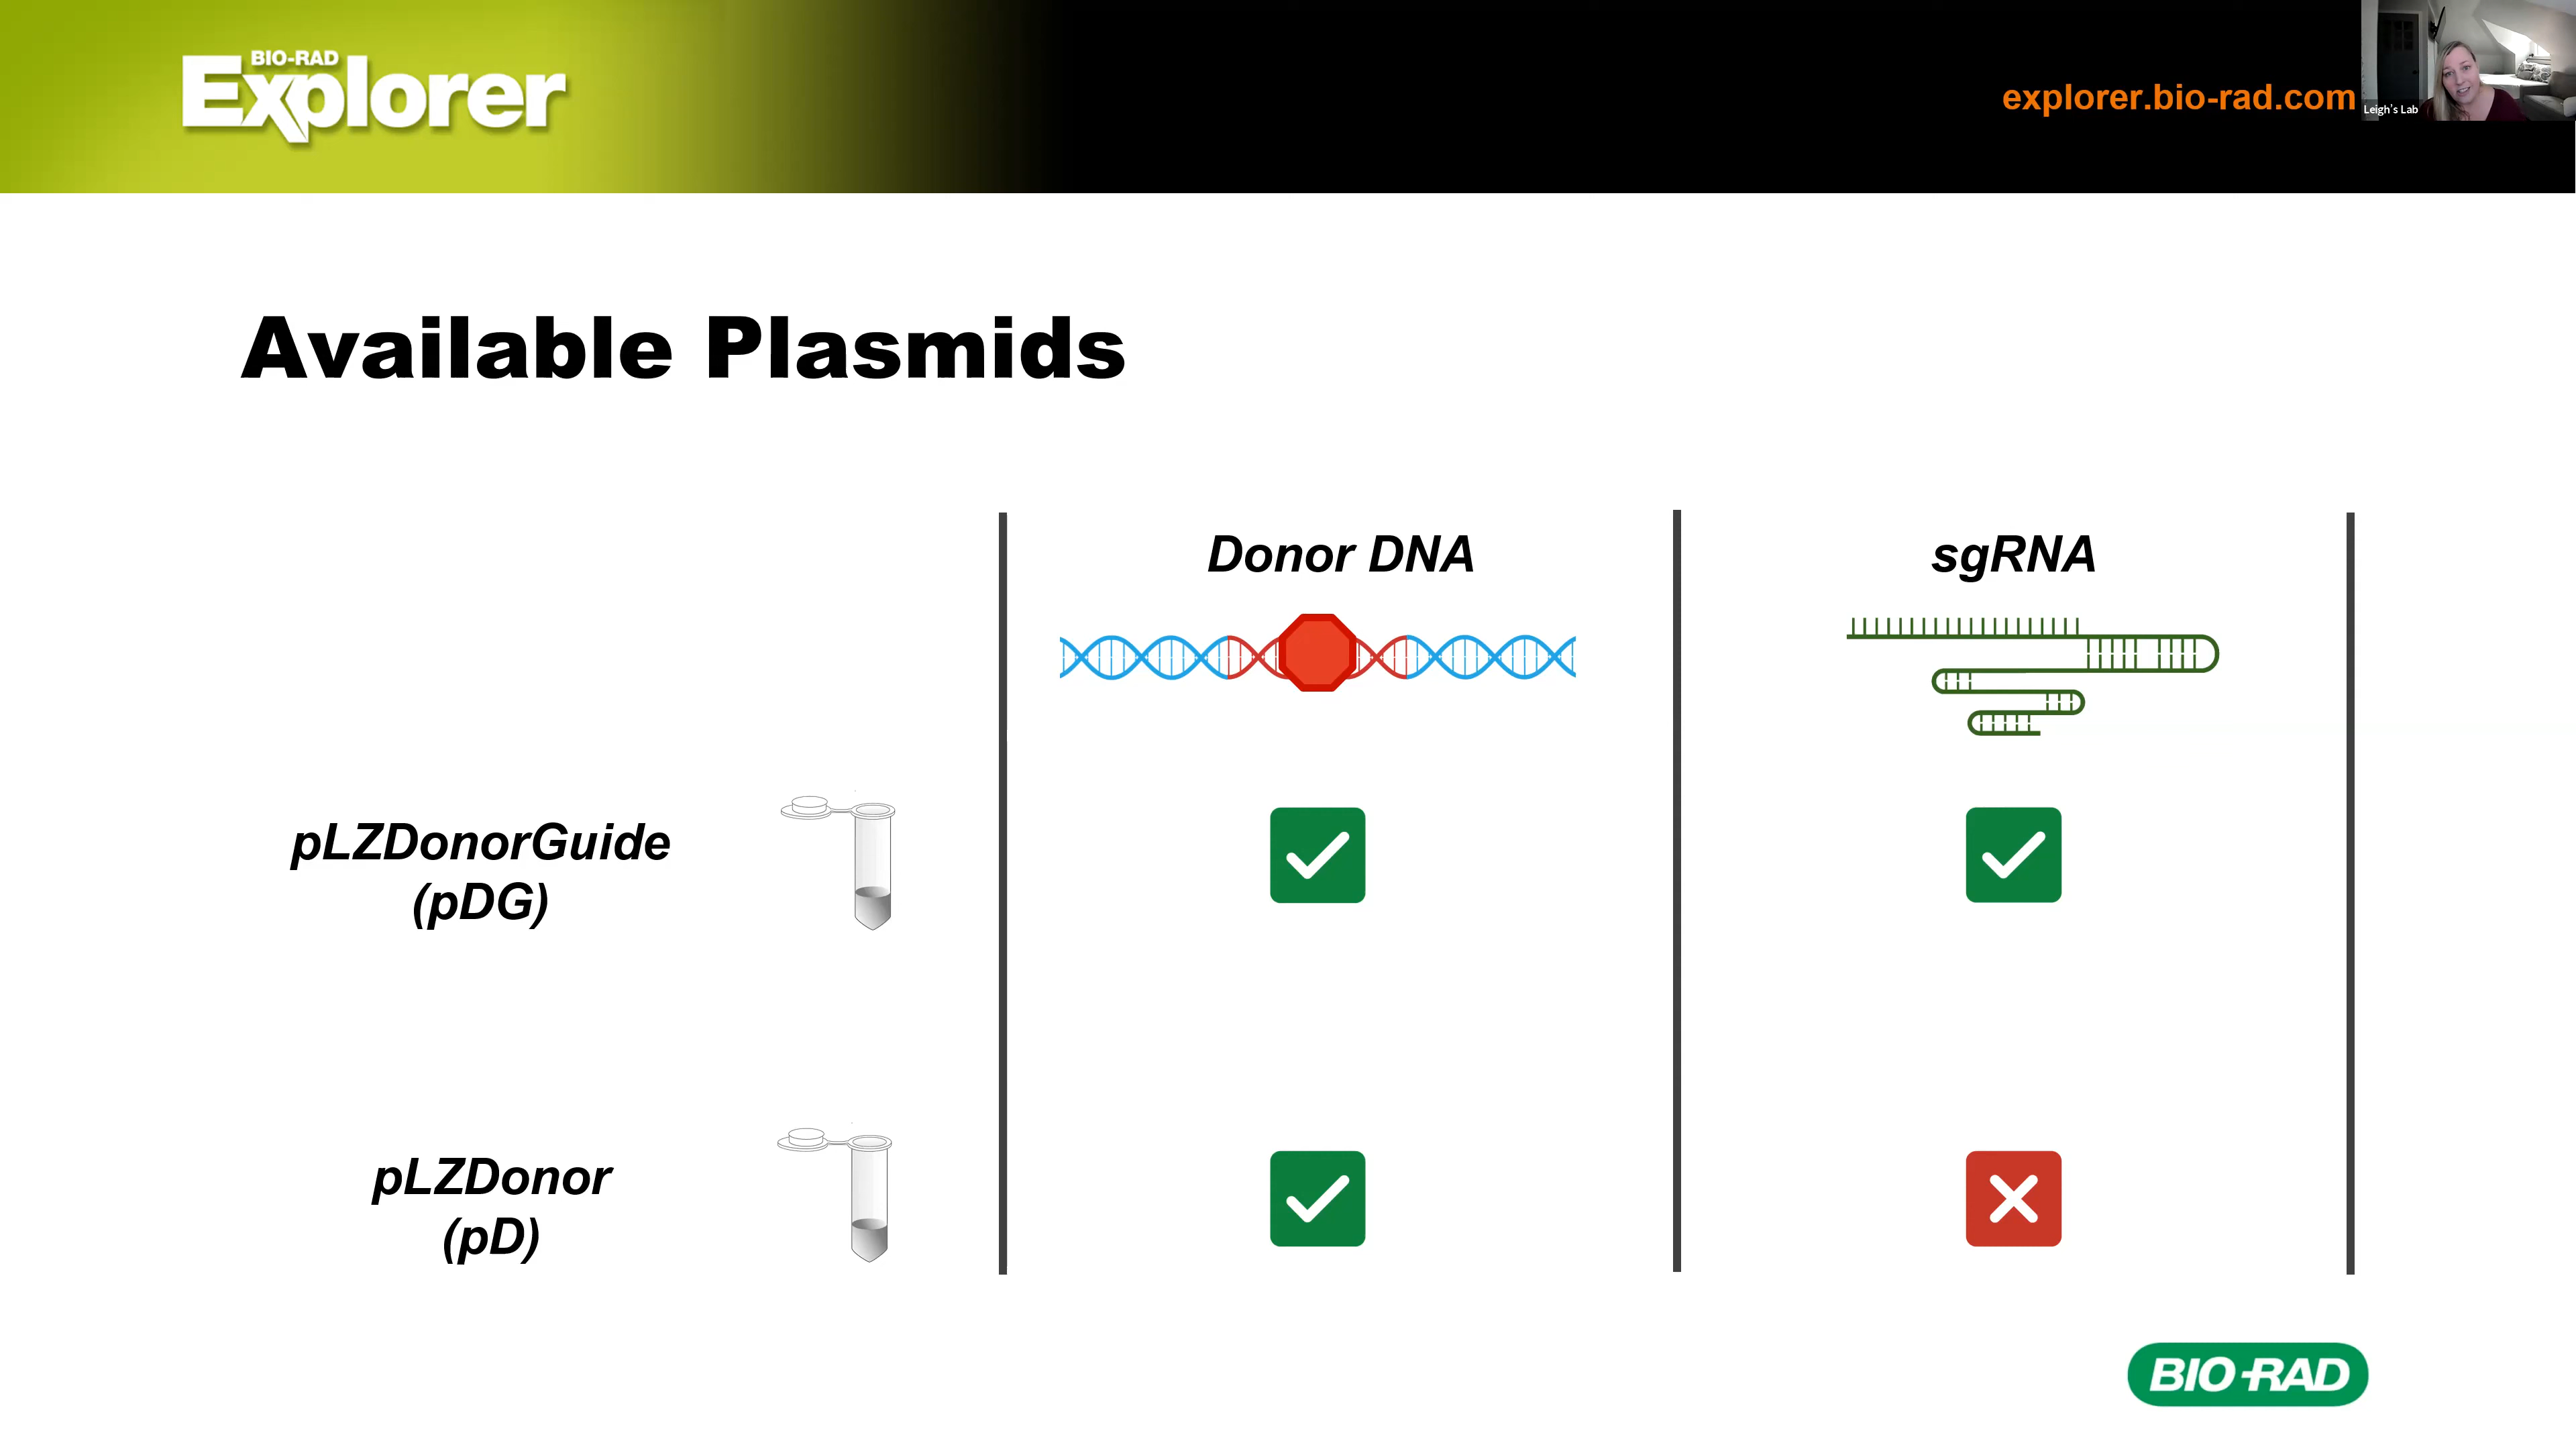 BIO-RAD
Explorer
explorer.bio-rad.com
Leigh's Lab
Available Plasmids
Donor DNA
sgRNA
pLZDonorGuide
(pDG)
pLZDonor
(pD)
BIO-RAD